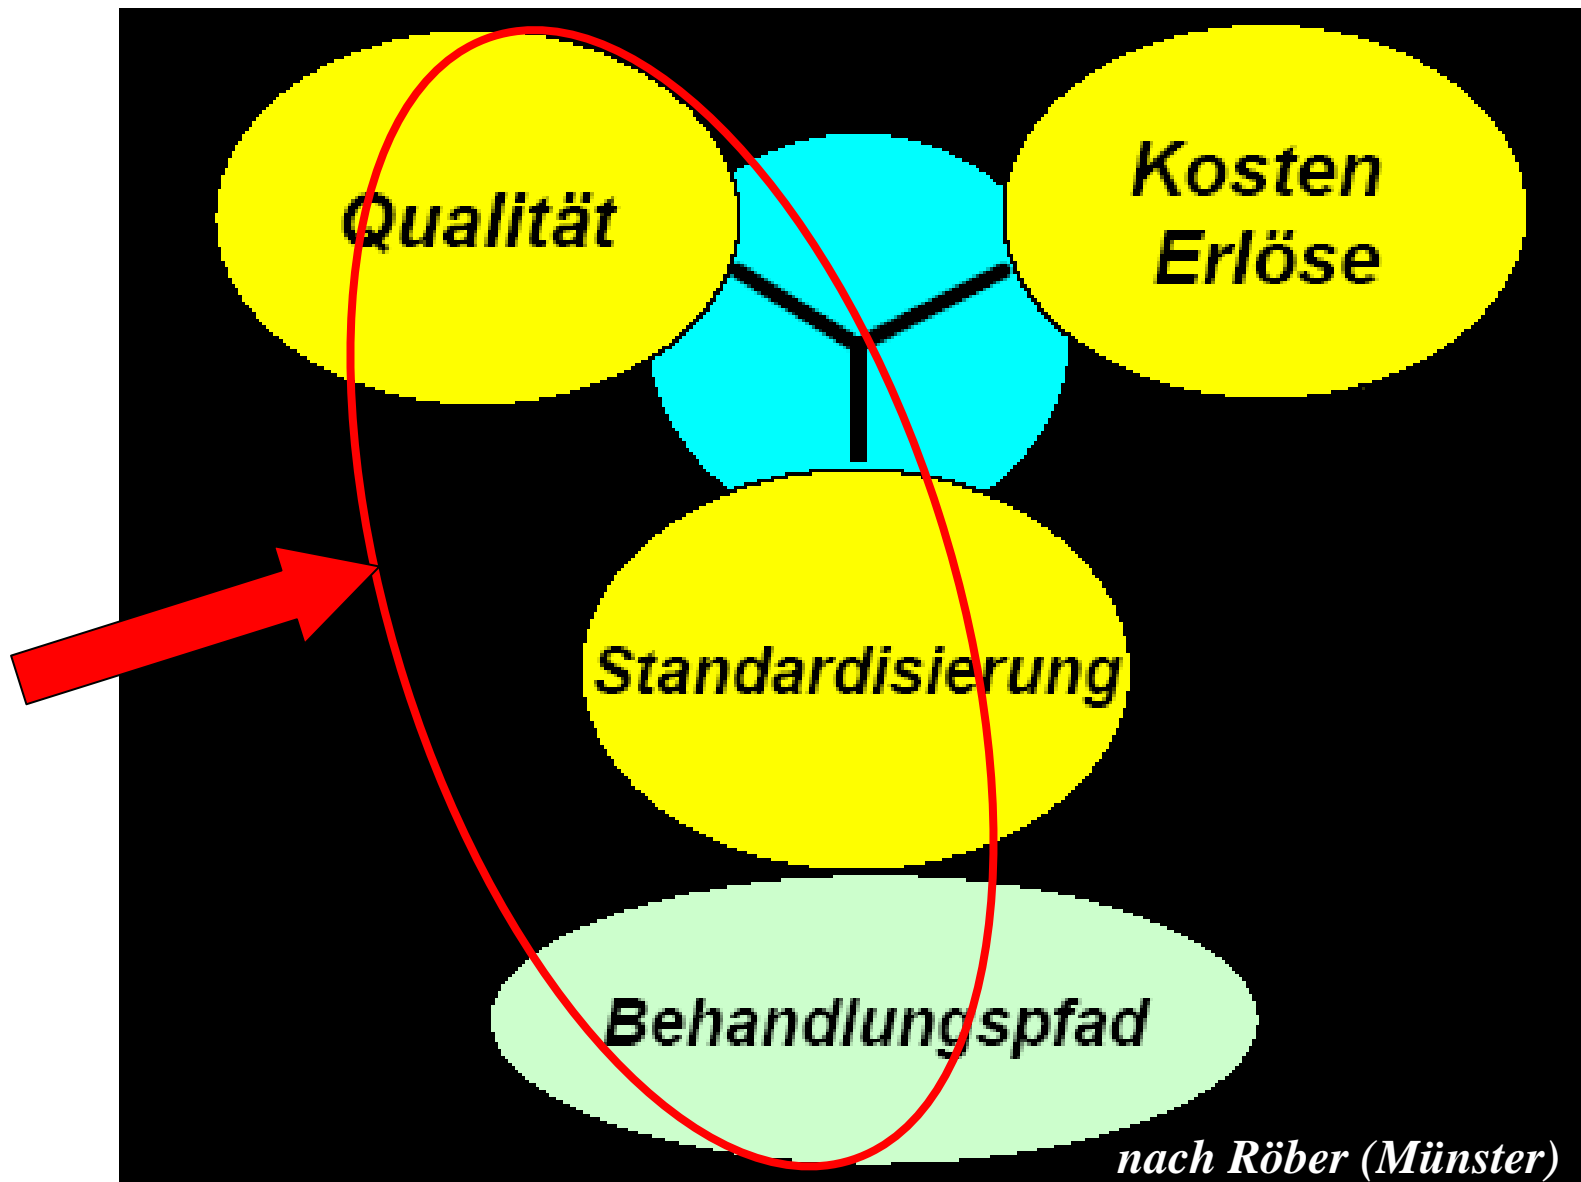 Qualität
Kosten
Erlöse
Standardisierung
Behandlungspfad
nach Röber (Münster)